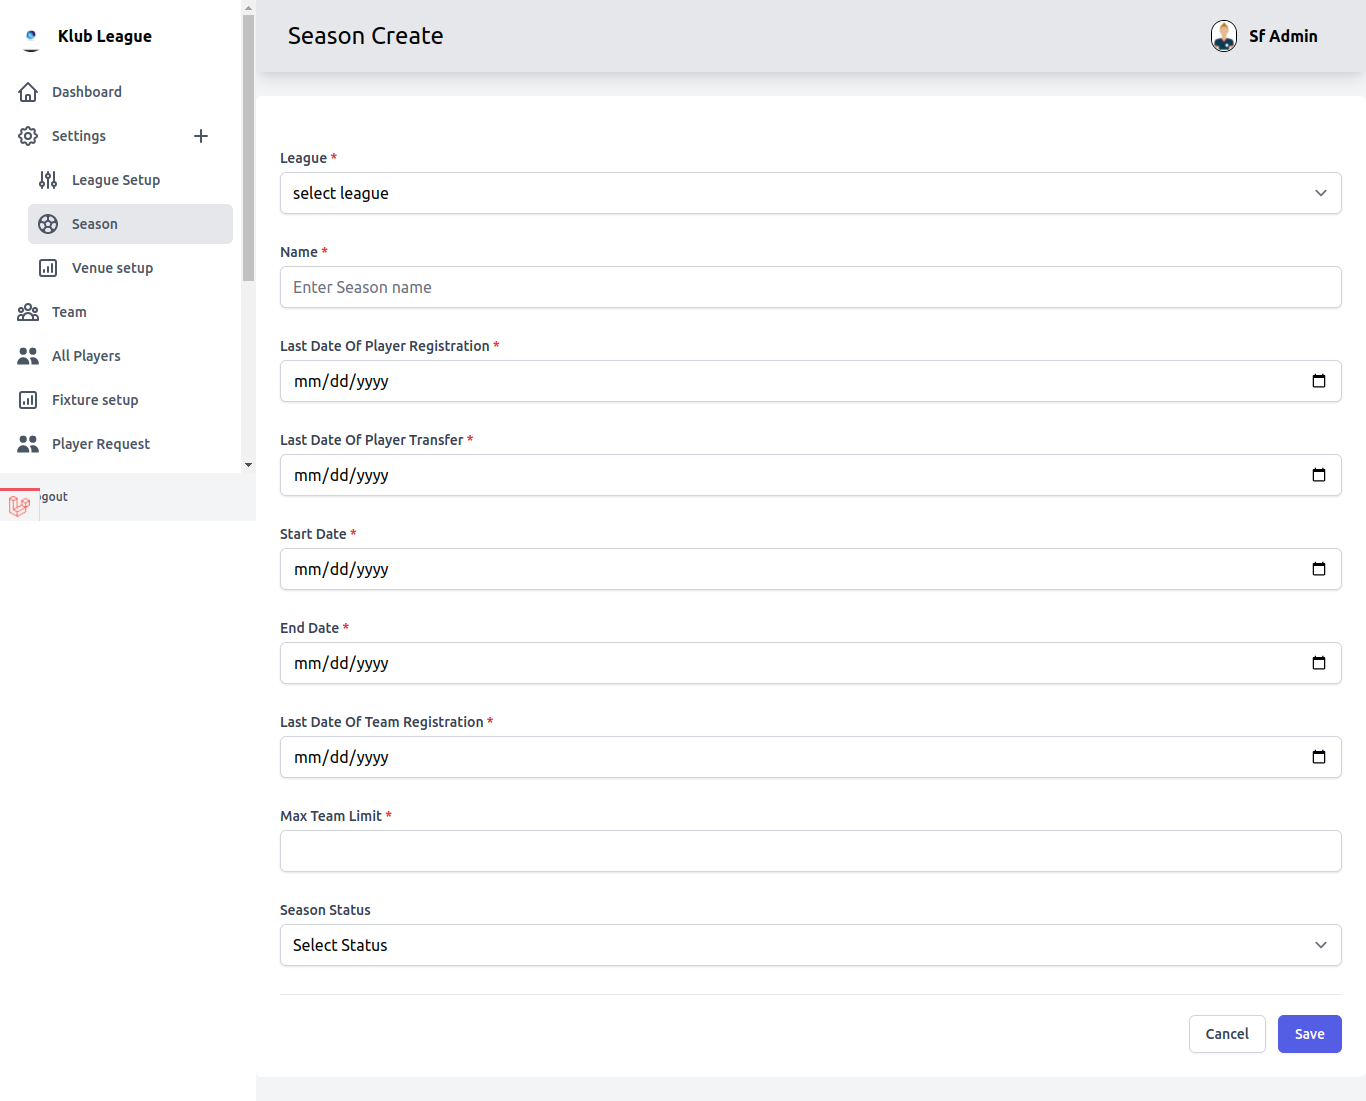 Klub League
Dashboard
Settings
League Setup
Season
Venue setup
Team
All Players
Fixture setup
Player Request
ogout
Season Create
Sf Admin
League *
select league
Name *
Enter Season name
Last Date Of Player Registration *
mm/dd/yyyy
Last Date Of Player Transfer *
mm/dd/yyyy
Start Date *
mm/dd/yyyy
End Date *
mm/dd/yyyy
Last Date Of Team Registration *
mm/dd/yyyy
Max Team Limit *
Season Status
Select Status
Cancel
Save